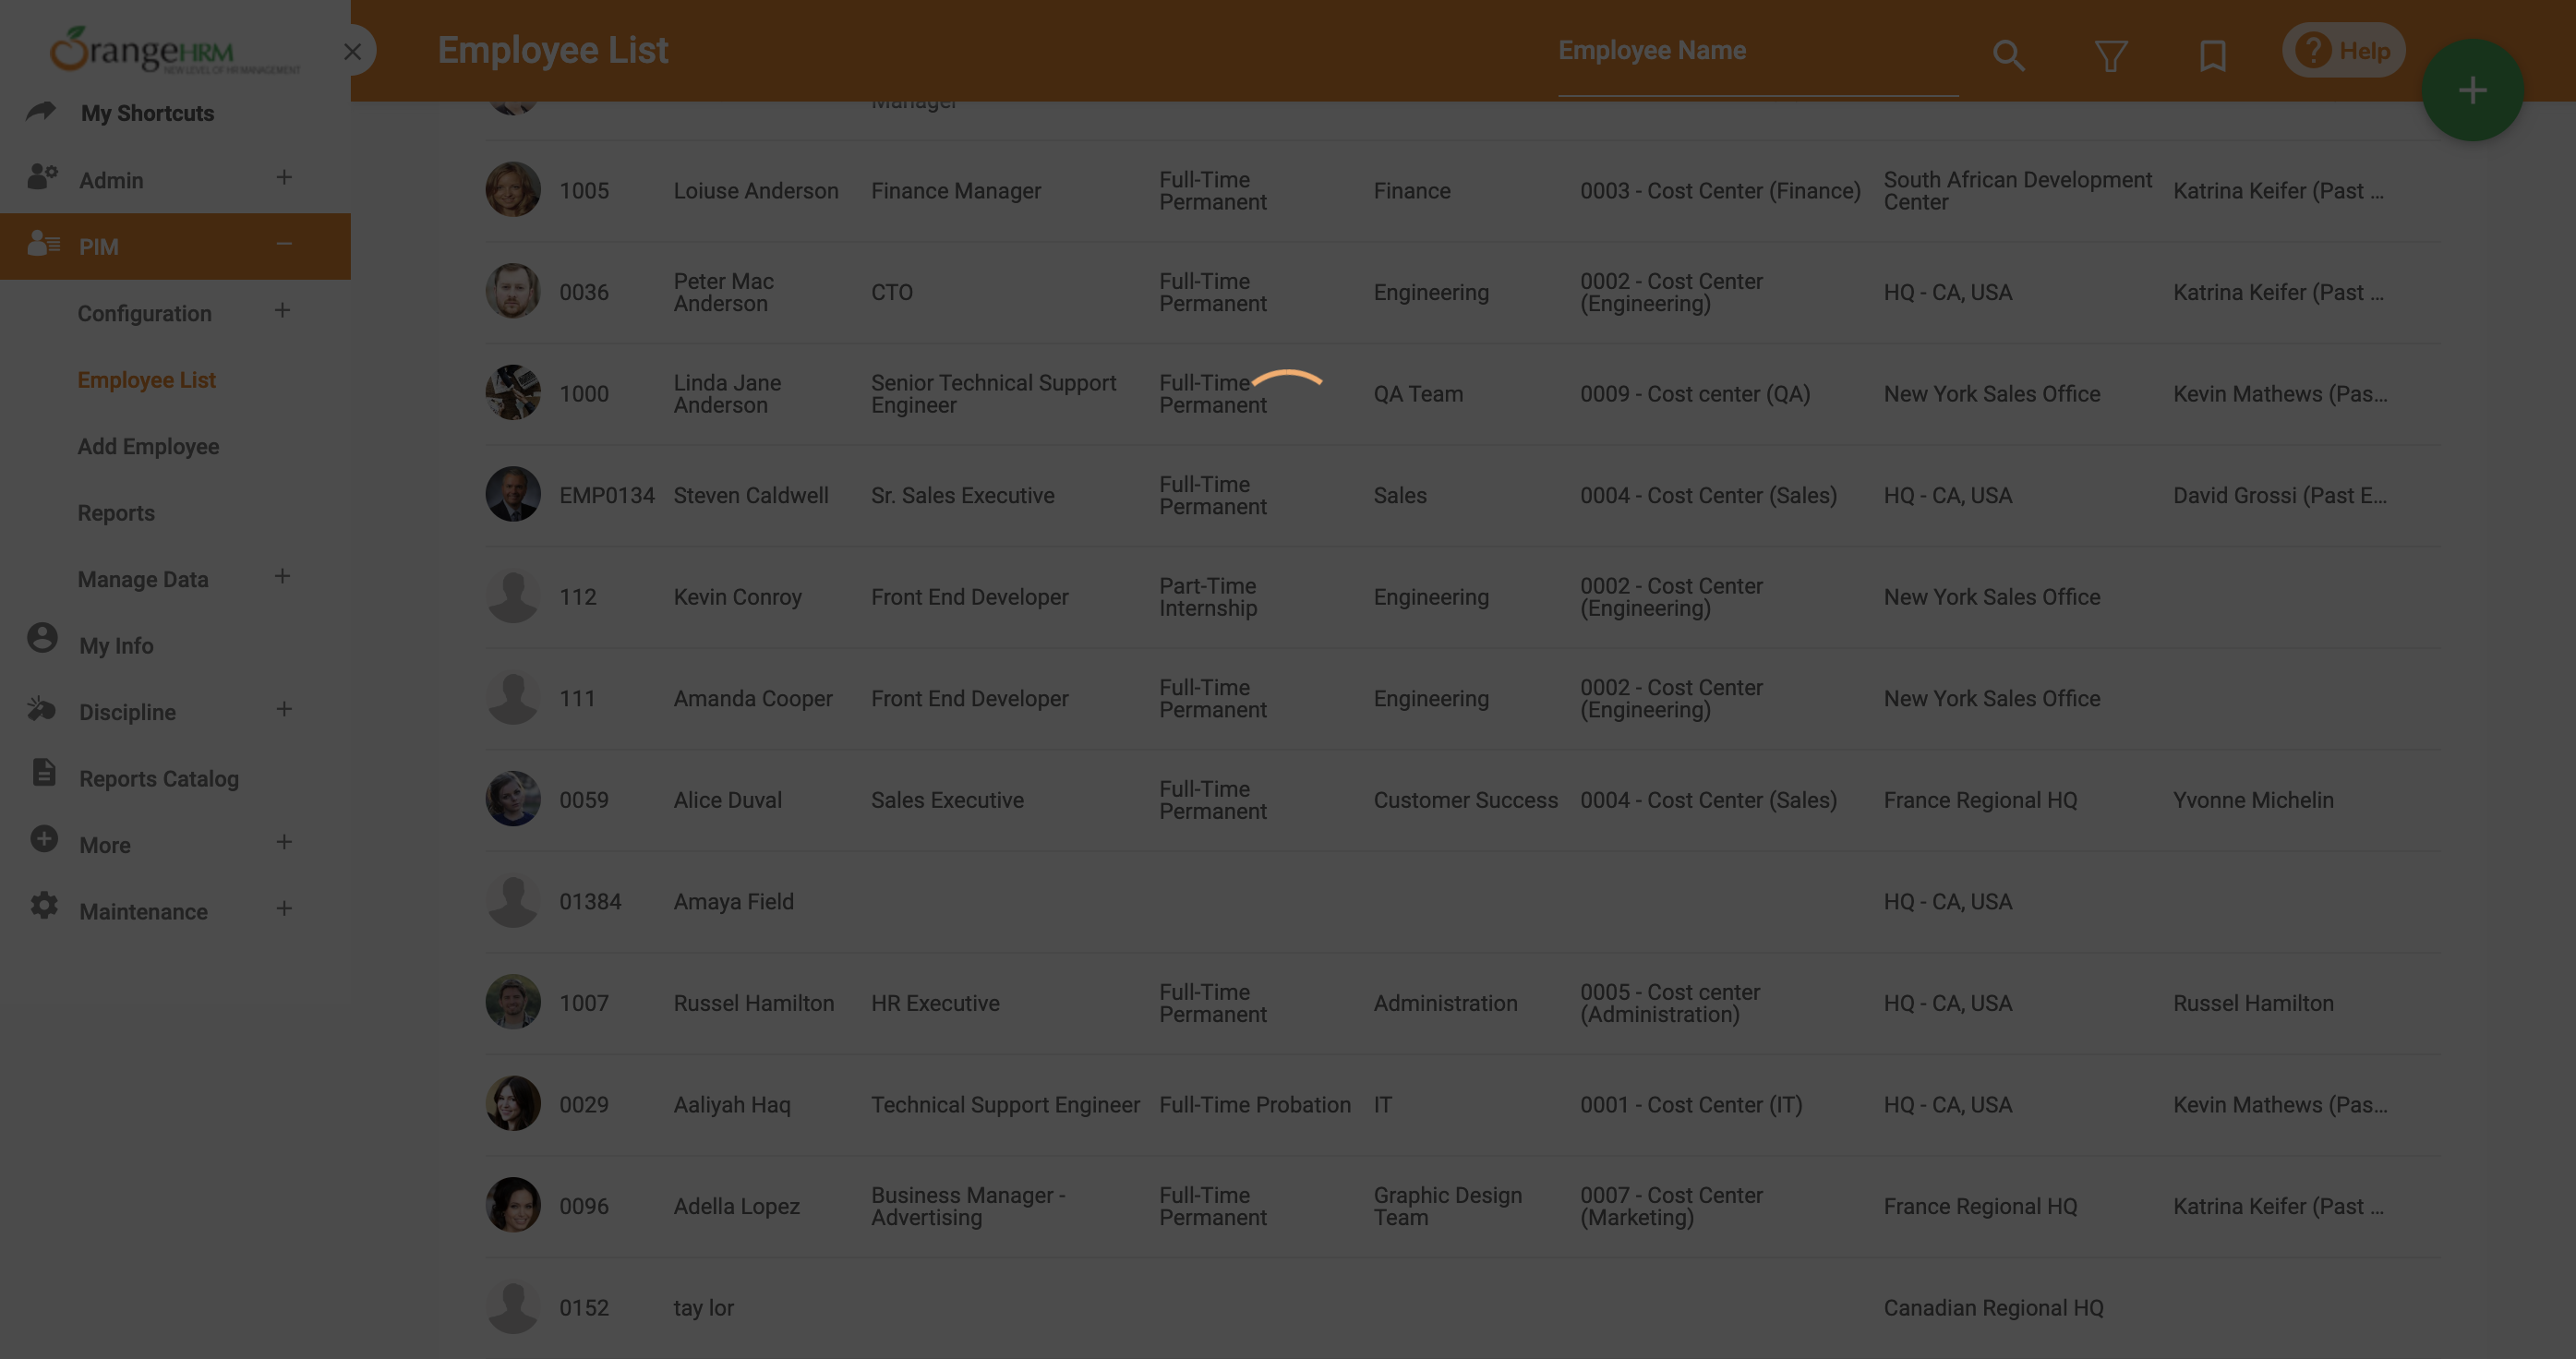 OrangeHRM
NEW LEVEL OF HR MANAGEMENT
My Shortcuts
Admin
PIM
Configuration
Employee List
Add Employee
Reports
Manage Data
My Info
Discipline
Reports Catalog
More
Maintenance
Employee List
Employee Name
? Help
Manager
1005
Loiuse Anderson
Finance Manager
Full-Time
Permanent
Finance
0003 - Cost Center (Finance)
South African Development
Center
Katrina Keifer (Past ...
0036
Peter Mac
Anderson
CTO
Full-Time
Permanent
Engineering
0002 - Cost Center
(Engineering)
HQ - CA, USA
Katrina Keifer (Past ...
1000
Linda Jane
Anderson
Senior Technical Support
Engineer
Full-Time
Permanent
QA Team
0009 - Cost center (QA)
New York Sales Office
Kevin Mathews (Pas...
EMP0134
Steven Caldwell
Sr. Sales Executive
Full-Time
Permanent
Sales
0004 - Cost Center (Sales)
HQ - CA, USA
David Grossi (Past E...
112
Kevin Conroy
Front End Developer
Part-Time
Internship
Engineering
0002 - Cost Center
(Engineering)
New York Sales Office
111
Amanda Cooper
Front End Developer
Full-Time
Permanent
Engineering
0002 - Cost Center
(Engineering)
New York Sales Office
0059
Alice Duval
Sales Executive
Full-Time
Permanent
Customer Success
0004 - Cost Center (Sales)
France Regional HQ
Yvonne Michelin
01384
Amaya Field
HQ - CA, USA
1007
Russel Hamilton
HR Executive
Full-Time
Permanent
Administration
0005 - Cost center
(Administration)
HQ - CA, USA
Russel Hamilton
0029
Aaliyah Haq
Technical Support Engineer
Full-Time Probation
IT
0001 - Cost Center (IT)
HQ - CA, USA
Kevin Mathews (Pas...
0096
Adella Lopez
Business Manager -
Advertising
Full-Time
Permanent
Graphic Design
Team
0007 - Cost Center
(Marketing)
France Regional HQ
Katrina Keifer (Past ...
0152
tay lor
Canadian Regional HQ